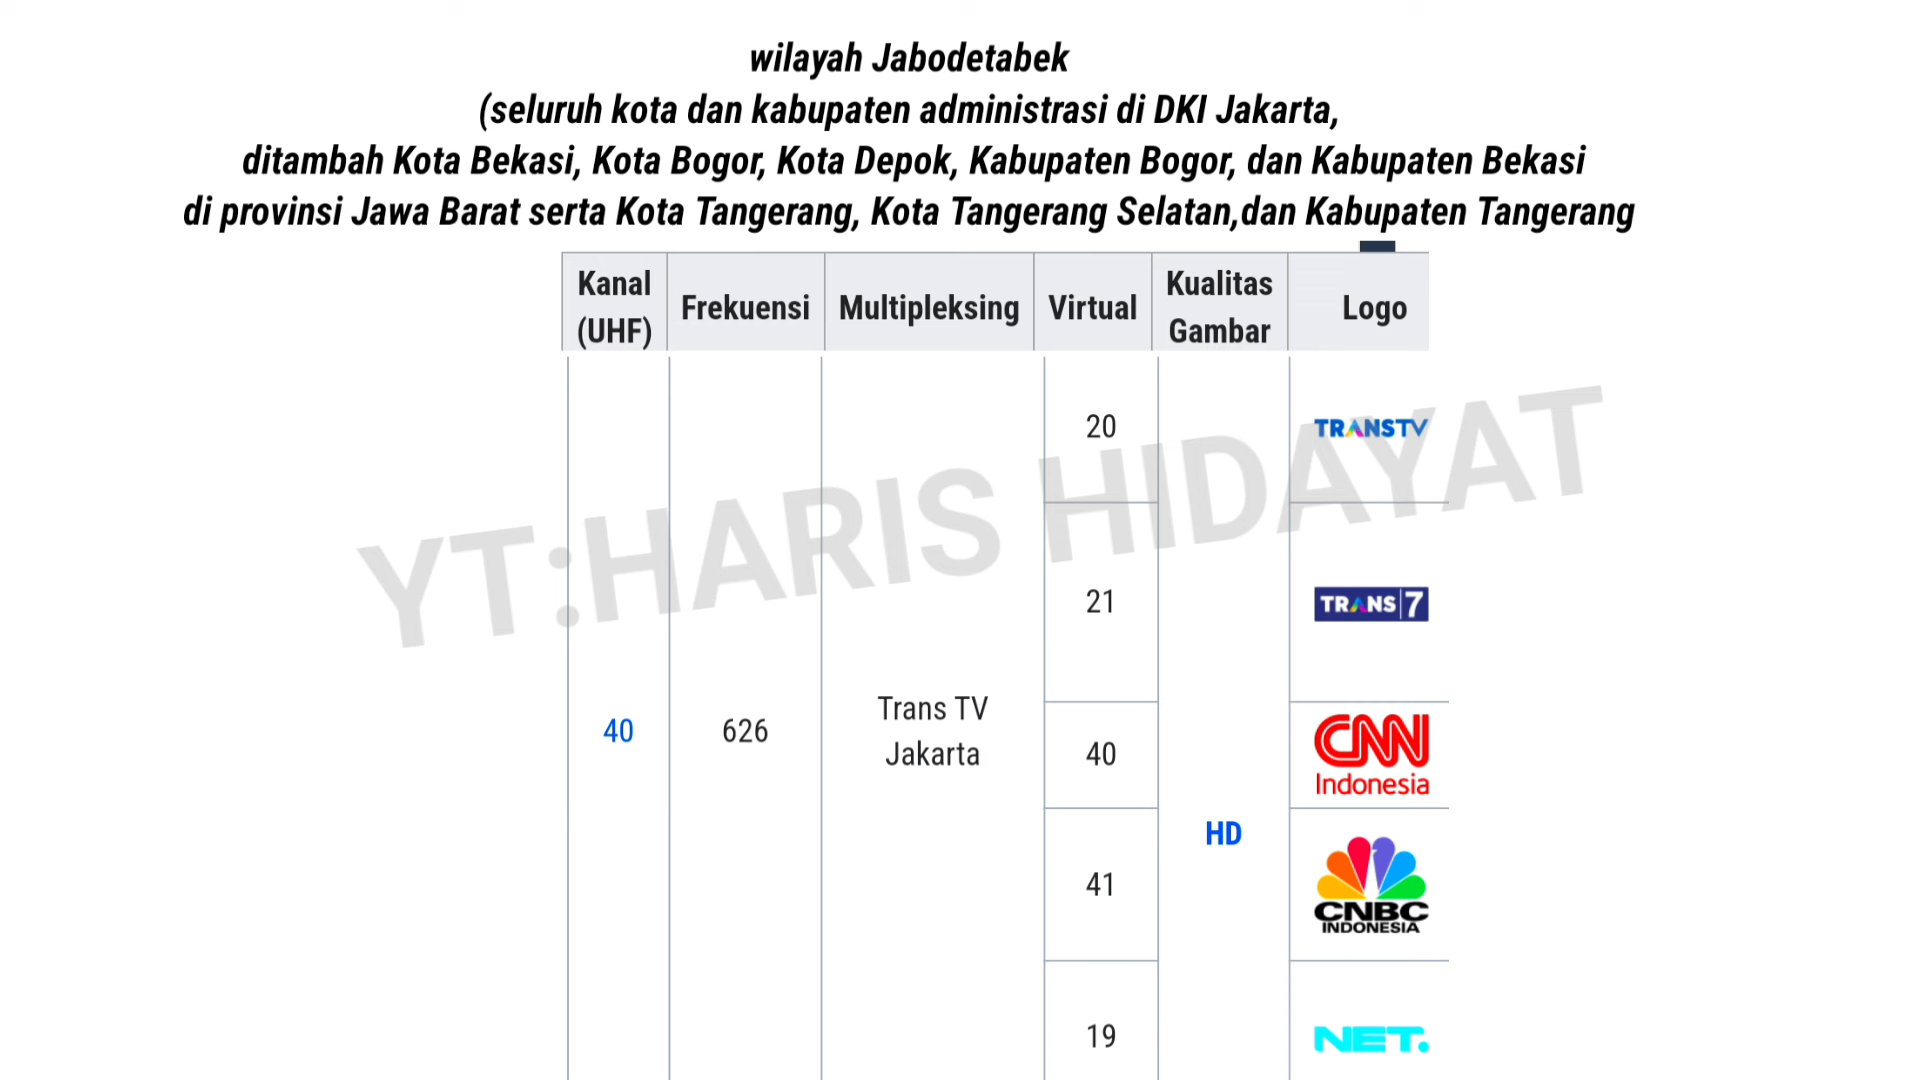 wilayah Jabodetabek
(seluruh kota dan kabupaten administrasi di DKI Jakarta,
ditambah Kota Bekasi, Kota Bogor, Kota Depok, Kabupaten Bogor, dan Kabupaten Bekasi
di provinsi Jawa Barat serta Kota Tangerang, Kota Tangerang Selatan,dan Kabupaten Tangerang
Kanal (UHF) Frekuensi Multipleksing Virtual Kualitas Gambar Logo
20 TRANSTV
YT:HARIS HIDAYAT
21 TRANS|7
40 626 Trans TV Jakarta
40 CNN Indonesia
HD
41 CNBC INDONESIA
19 NET.